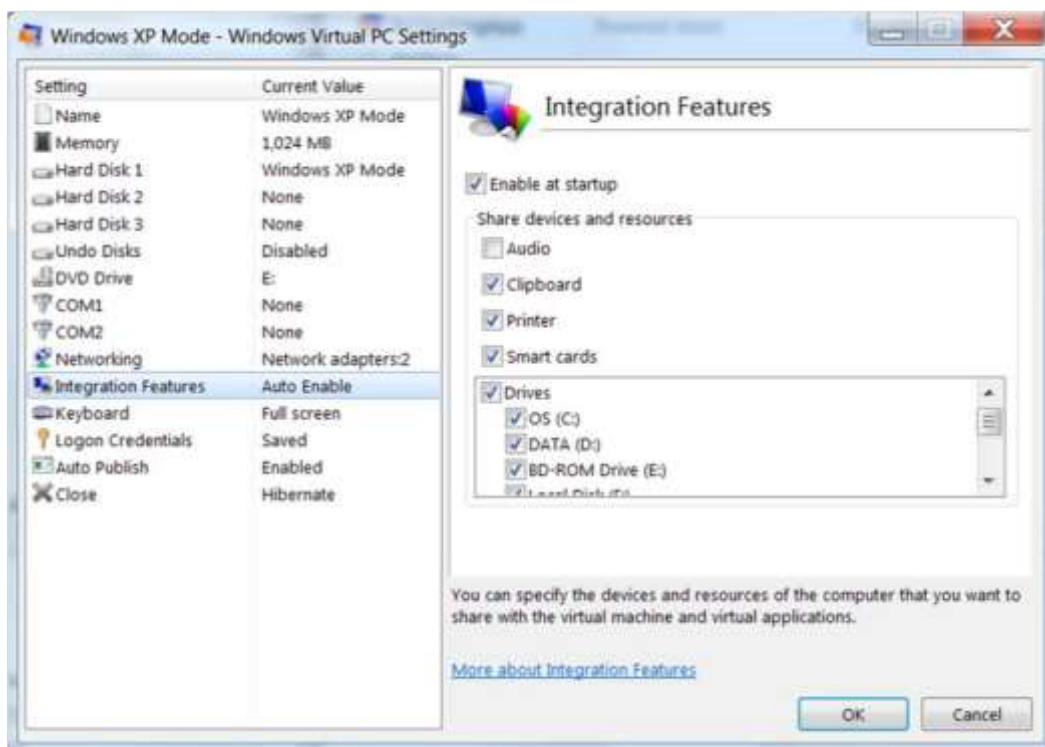 Windows XP Mode - Windows Virtual PC Settings
Setting Current Value
Name Windows XP Mode
Memory 1,024 MB
Hard Disk 1 Windows XP Mode
Hard Disk 2 None
Hard Disk 3 None
Undo Disks Disabled
DVD Drive E:
COM1 None
COM2 None
Networking Network adapters:2
Integration Features Auto Enable
Keyboard Full screen
Logon Credentials Saved
Auto Publish Enabled
Close Hibernate
Integration Features
Enable at startup
Share devices and resources
Audio
Clipboard
Printer
Smart cards
Drives
OS (C:)
DATA (D:)
BD-ROM Drive (E:)
You can specify the devices and resources of the computer that you want to
share with the virtual machine and virtual applications.
More about Integration Features
OK Cancel